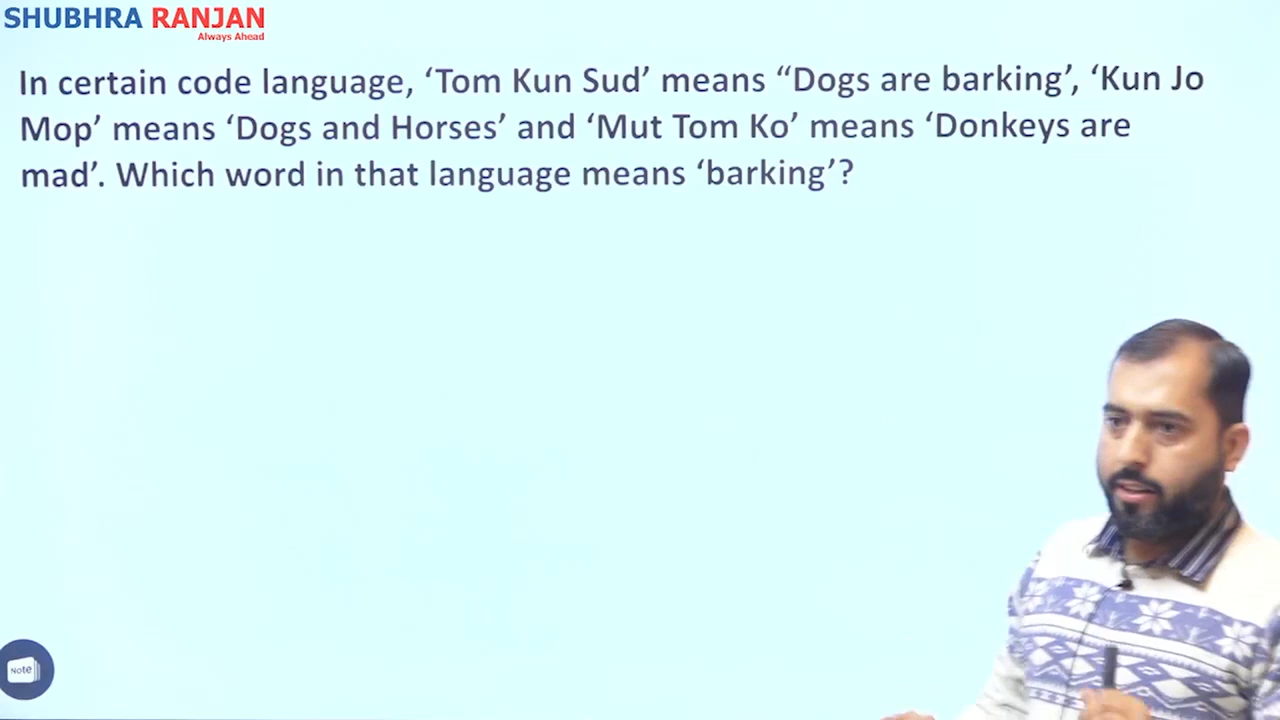 SHUBHRA RANJAN
Always Ahead
In certain code language, ‘Tom Kun Sud’ means “Dogs are barking’, ‘Kun Jo
Mop’ means ‘Dogs and Horses’ and ‘Mut Tom Ko’ means ‘Donkeys are
mad’. Which word in that language means ‘barking’?
Note